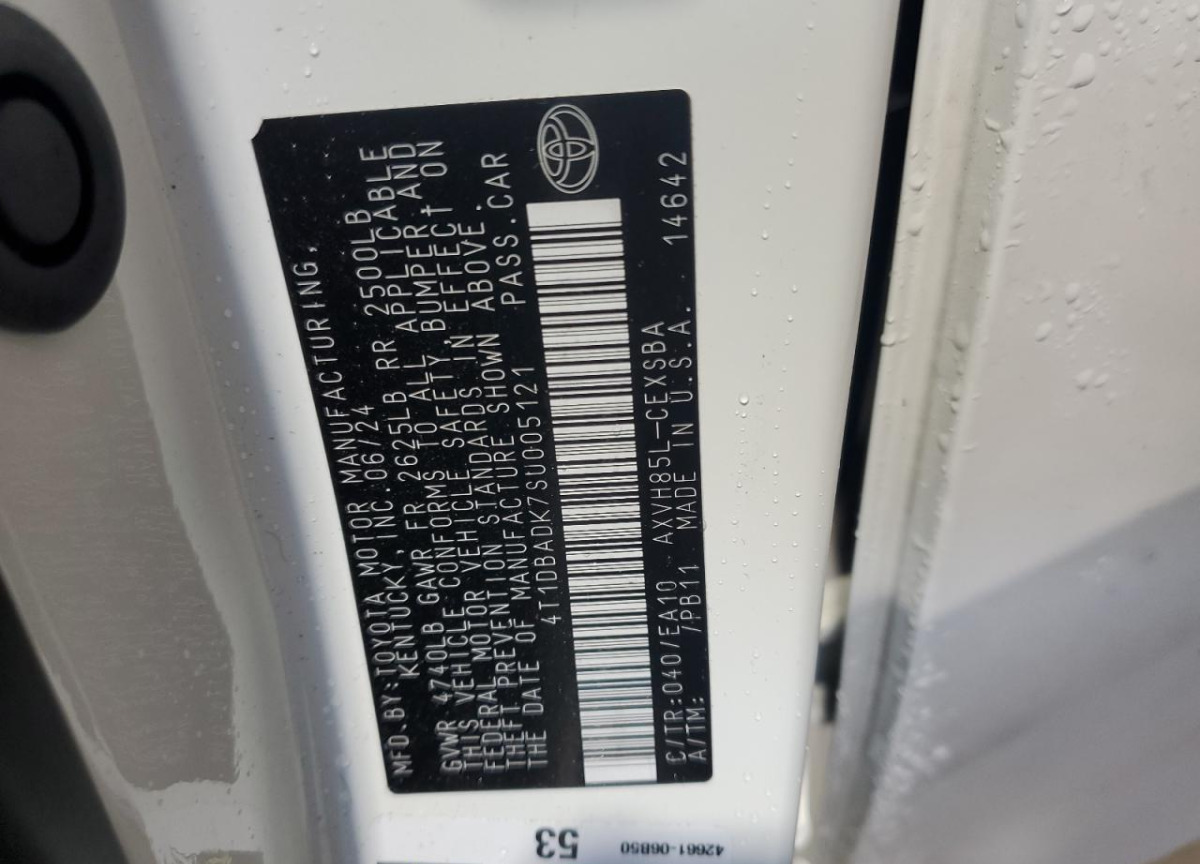 MFD.BY:TOYOTA MOTOR MANUFACTURING,
KENTUCKY,INC.06/24
GVWR 4740LB GAWR FR 2625LB RR 2500LB
THIS VEHICLE CONFORMS TO ALL APPLICABLE
FEDERAL MOTOR VEHICLE SAFETY, BUMPER, AND
THEFT PREVENTION STANDARDS IN EFFECT ON
THE DATE OF MANUFACTURE SHOWN ABOVE.
4T1DBADK7SU005121 PASS.CAR
C/TR:040/EA10 AXVH85L-CEXSBA
A/TM: /PB11 MADE IN U.S.A. 14642
53
42661-06B50